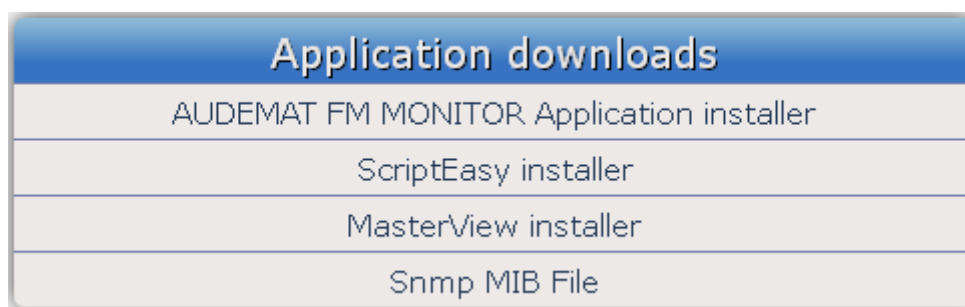 Application downloads
AUDEMAT FM MONITOR Application installer
ScriptEasy installer
MasterView installer
Snmp MIB File